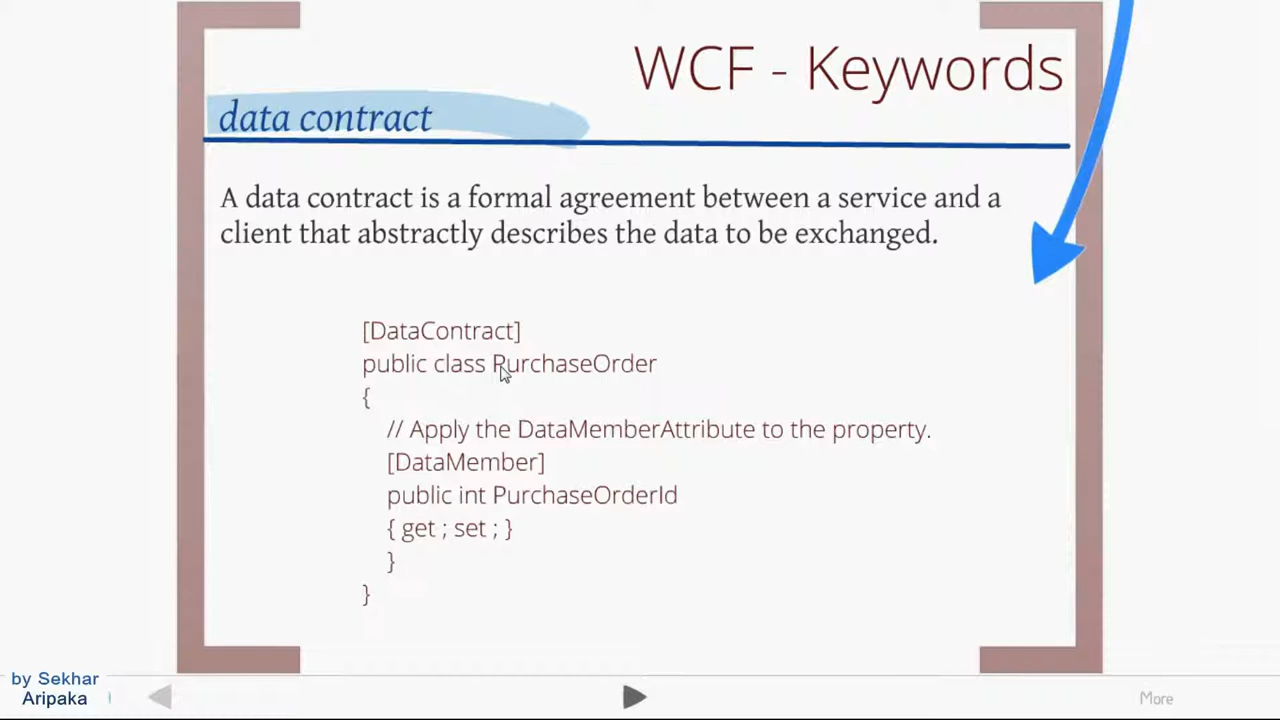 WCF - Keywords
data contract
A data contract is a formal agreement between a service and a
client that abstractly describes the data to be exchanged.
[DataContract]
public class PurchaseOrder
{
// Apply the DataMemberAttribute to the property.
[DataMember]
public int PurchaseOrderId
{ get ; set ; }
}
}
by Sekhar
Aripaka
More